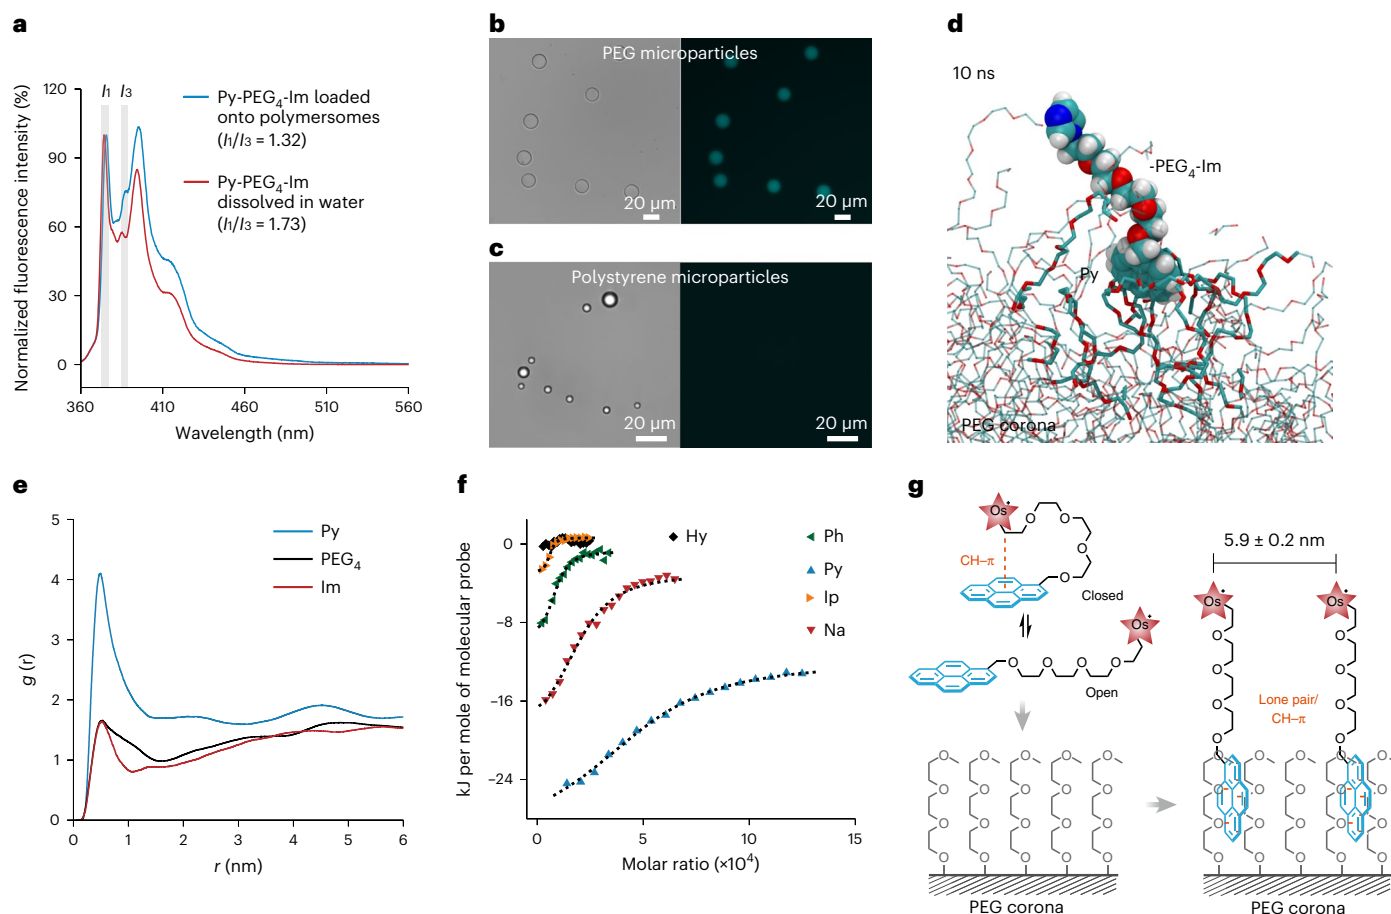 a
Normalized fluorescence intensity (%)
120
90
60
30
0
I1
I3
Py-PEG4-Im loaded
onto polymersomes
(I1/I3 = 1.32)
Py-PEG4-Im
dissolved in water
(I1/I3 = 1.73)
360
410
460
510
560
Wavelength (nm)
b
PEG microparticles
20 µm
20 µm
c
Polystyrene microparticles
20 µm
20 µm
d
10 ns
-PEG4-Im
Py
PEG corona
e
g (r)
5
4
3
2
1
0
Py
PEG4
Im
0
1
2
3
4
5
6
r (nm)
f
kJ per mole of molecular probe
0
−8
−16
−24
Hy
Ph
Py
Ip
Na
0
5
10
15
Molar ratio (×10⁴)
g
Os+
CH–π
O
O
O
O
Closed
Os+
O
O
O
O
Open
O O O O O
O O O O O
O O O O O
O O O O O
PEG corona
5.9 ± 0.2 nm
Os+
Os+
O O
O O
Lone pair/
CH–π
O O
O O
O O O O O
O O O O O
O O O O O
O O O O O
PEG corona